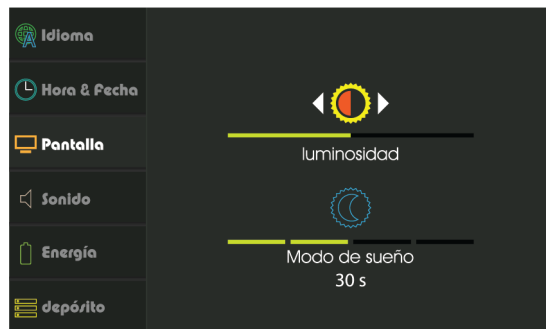 Idioma
Hora & Fecha
Pantalla
Sonido
Energía
depósito
luminosidad
Modo de sueño
30 s